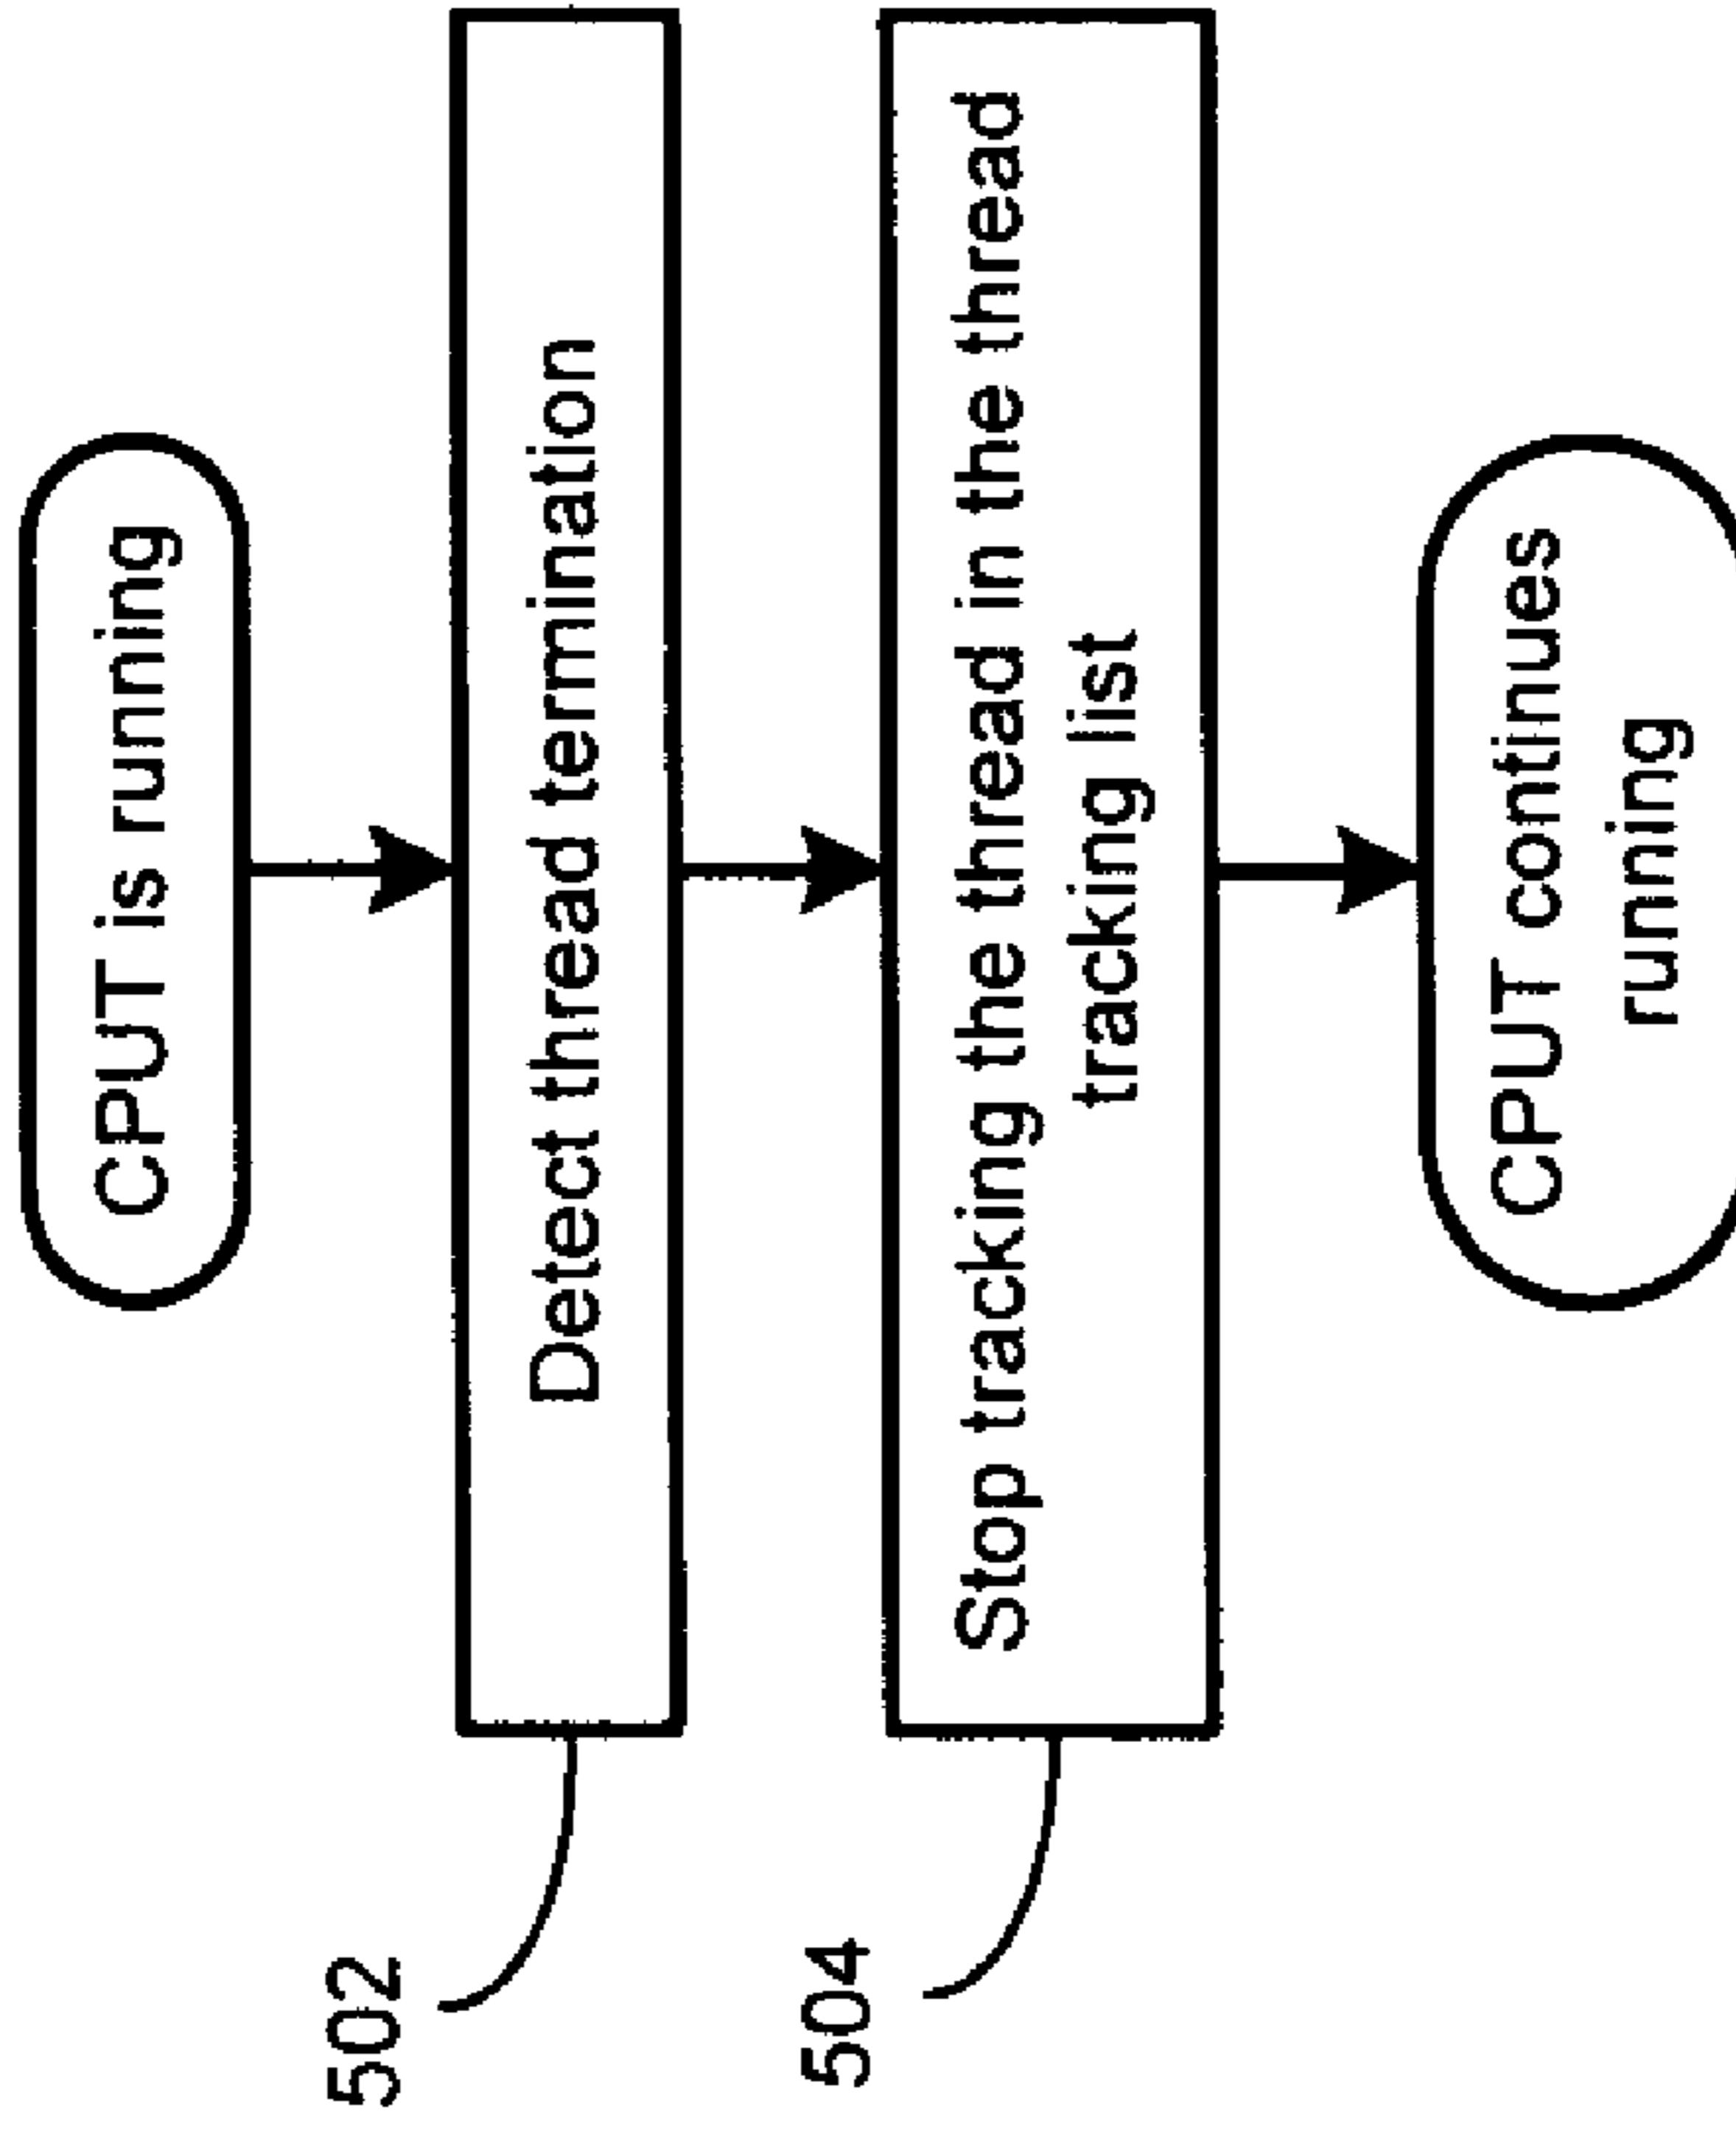 CPUT is running
502
Detect thread termination
504
Stop tracking the thread in the thread
tracking list
CPUT continues
running